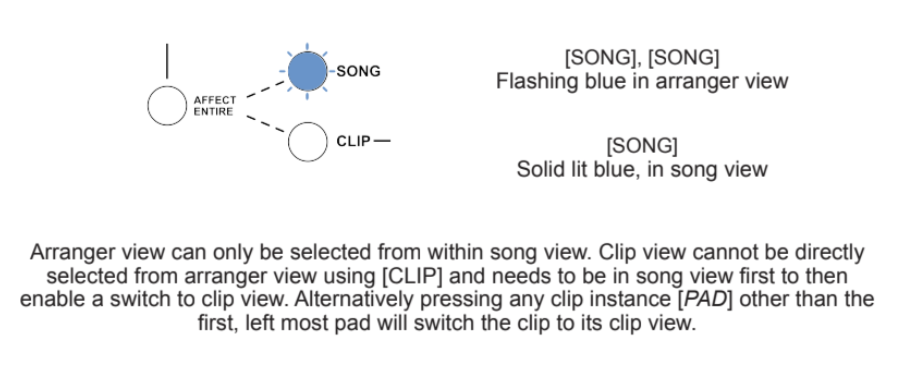 SONG
AFFECT
ENTIRE
CLIP
[SONG], [SONG]
Flashing blue in arranger view
[SONG]
Solid lit blue, in song view
Arranger view can only be selected from within song view. Clip view cannot be directly
selected from arranger view using [CLIP] and needs to be in song view first to then
enable a switch to clip view. Alternatively pressing any clip instance [PAD] other than the
first, left most pad will switch the clip to its clip view.